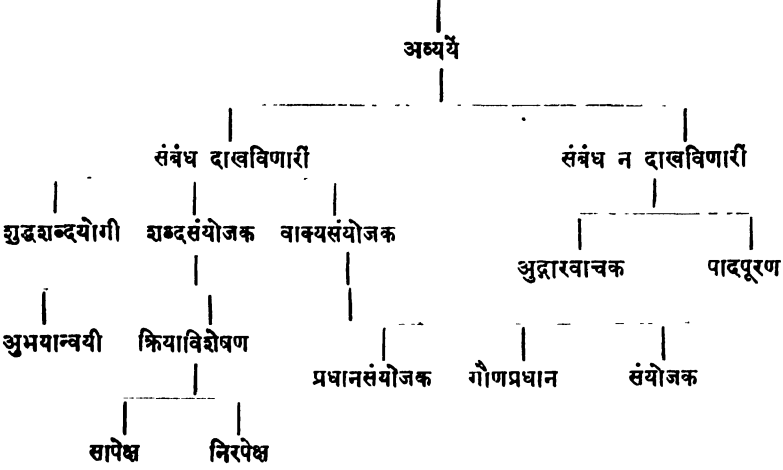 अव्ययें
संबंध दाखविणारीं संबंध न दाखविणारीं
शुद्धशब्दयोगी शब्दसंयोजक वाक्यसंयोजक
अुद्गारवाचक पादपूरण
अुभयान्वयी क्रियाविशेषण
प्रधानसंयोजक गौणप्रधान संयोजक
सापेक्ष निरपेक्ष